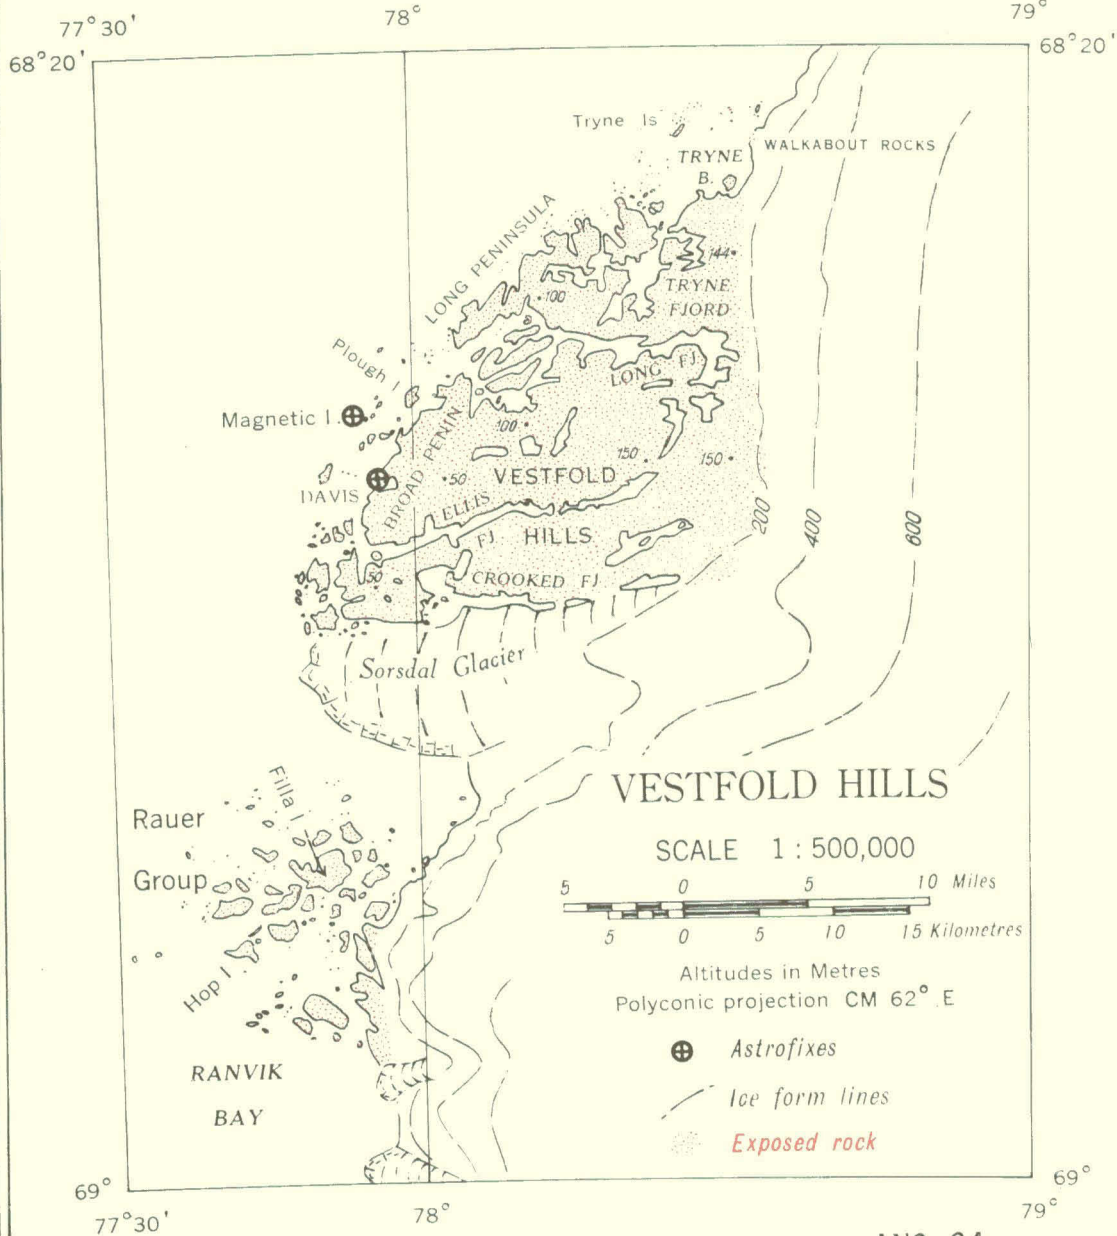 77°30'
78°
79°
68°20'
68°20'
Tryne Is
WALKABOUT ROCKS
TRYNE
B.
LONG PENINSULA
144
TRYNE
FJORD
100
Plough I
LONG FJ.
Magnetic I.
BROAD PENIN
100
150
150
50
VESTFOLD
DAVIS
ELLIS
FJ.
HILLS
200
400
600
50
CROOKED FJ.
Sorsdal Glacier
VESTFOLD HILLS
Filla I
Rauer
Group
SCALE 1 : 500,000
5 0 5 10 Miles
5 0 5 10 15 Kilometres
Hop I.
Altitudes in Metres
Polyconic projection CM 62° E
Astrofixes
RANVIK
BAY
Ice form lines
Exposed rock
69°
69°
77°30'
78°
79°